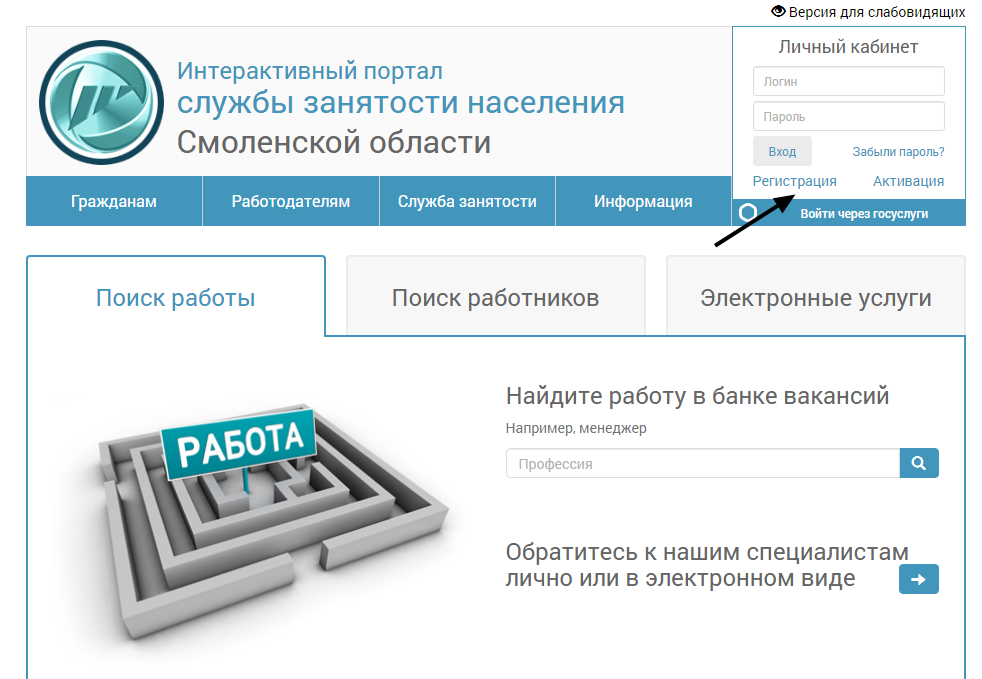 Версия для слабовидящих
Интерактивный портал
службы занятости населения
Смоленской области
Личный кабинет
Логин
Пароль
Вход Забыли пароль?
Регистрация Активация
Войти через госуслуги
Гражданам Работодателям Служба занятости Информация
Поиск работы Поиск работников Электронные услуги
РАБОТА
Найдите работу в банке вакансий
Например, менеджер
Профессия
Обратитесь к нашим специалистам
лично или в электронном виде